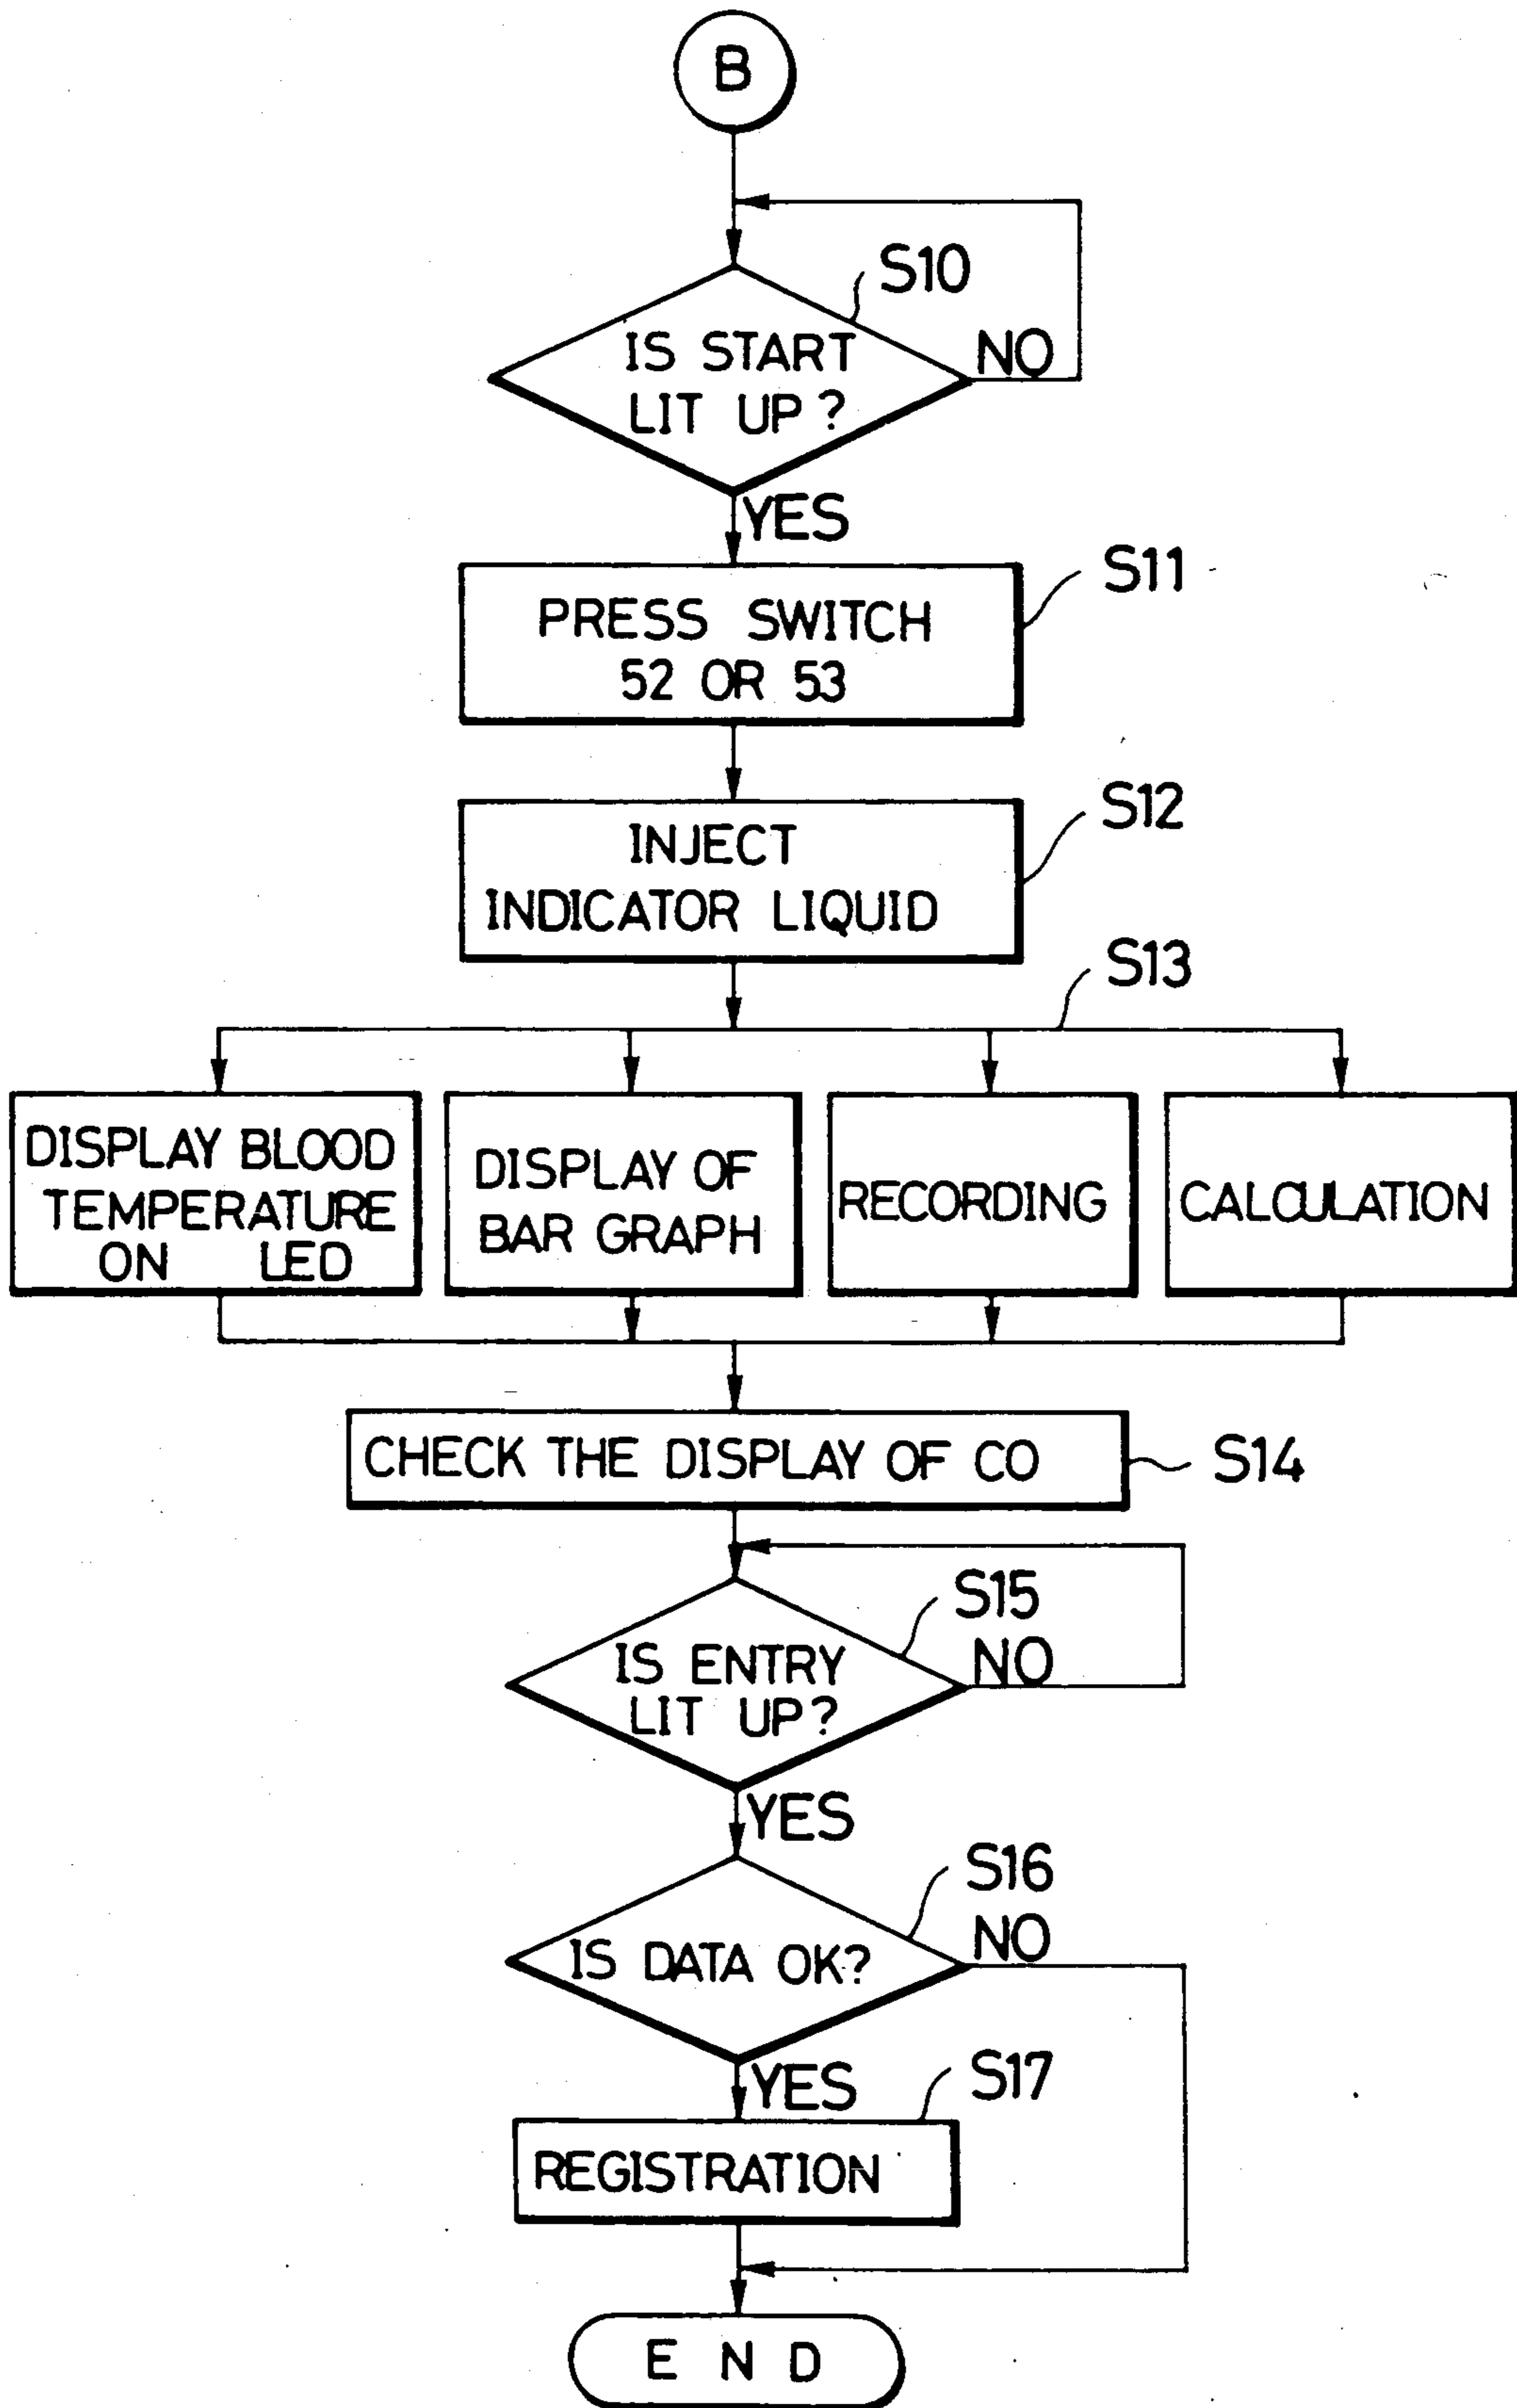 B
S10
IS START
LIT UP?
NO
YES
S11
PRESS SWITCH
52 OR 53
S12
INJECT
INDICATOR LIQUID
S13
DISPLAY BLOOD
TEMPERATURE
ON LED
DISPLAY OF
BAR GRAPH
RECORDING
CALCULATION
CHECK THE DISPLAY OF CO
S14
S15
IS ENTRY
LIT UP?
NO
YES
S16
IS DATA OK?
NO
YES
S17
REGISTRATION
END